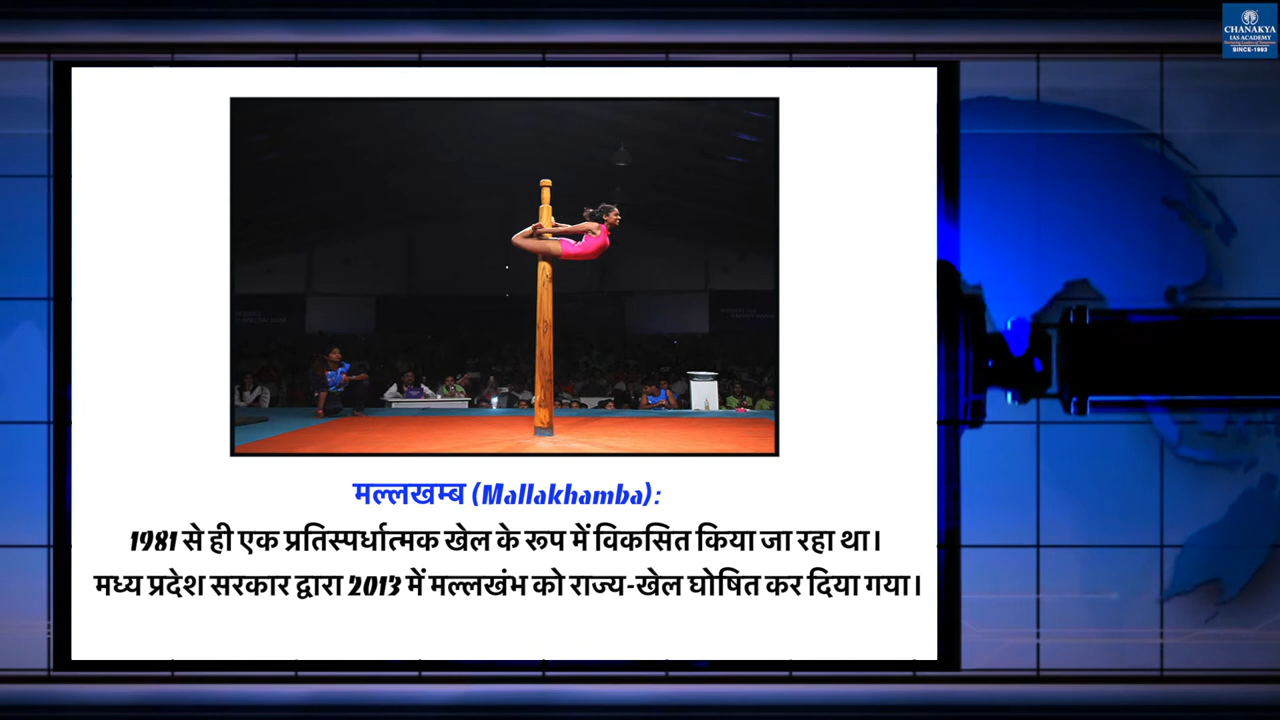 CHANAKYA
IAS ACADEMY
SINCE-1993
मल्लखम्ब (Mallakhamba):
1981 से ही एक प्रतिस्पर्धात्मक खेल के रूप में विकसित किया जा रहा था।
मध्य प्रदेश सरकार द्वारा 2013 में मल्लखंभ को राज्य-खेल घोषित कर दिया गया।